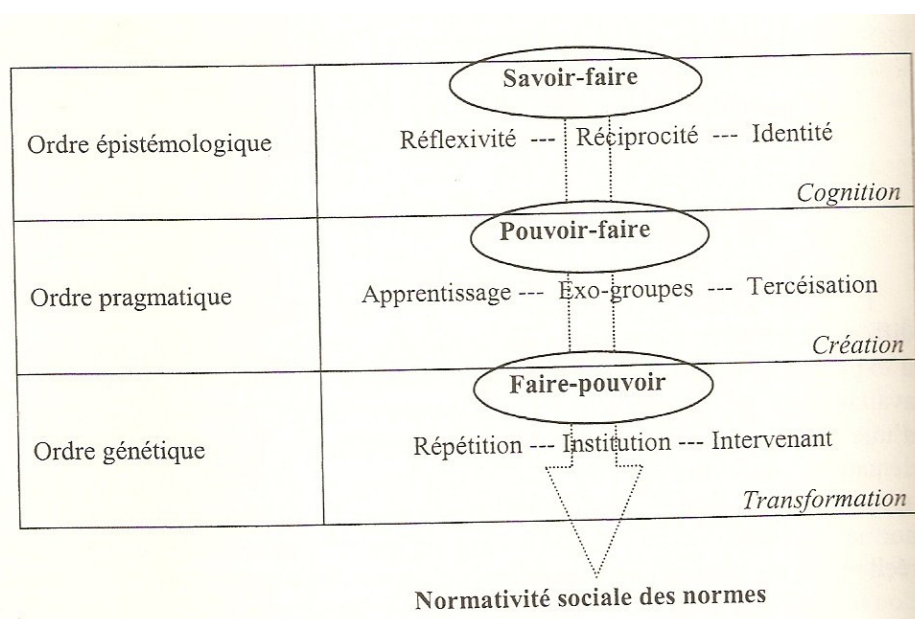 Savoir-faire
Ordre épistémologique
Réflexivité --- Réciprocité --- Identité
Cognition
Pouvoir-faire
Ordre pragmatique
Apprentissage --- Exo-groupes --- Tercéisation
Création
Faire-pouvoir
Ordre génétique
Répétition --- Institution --- Intervenant
Transformation
Normativité sociale des normes